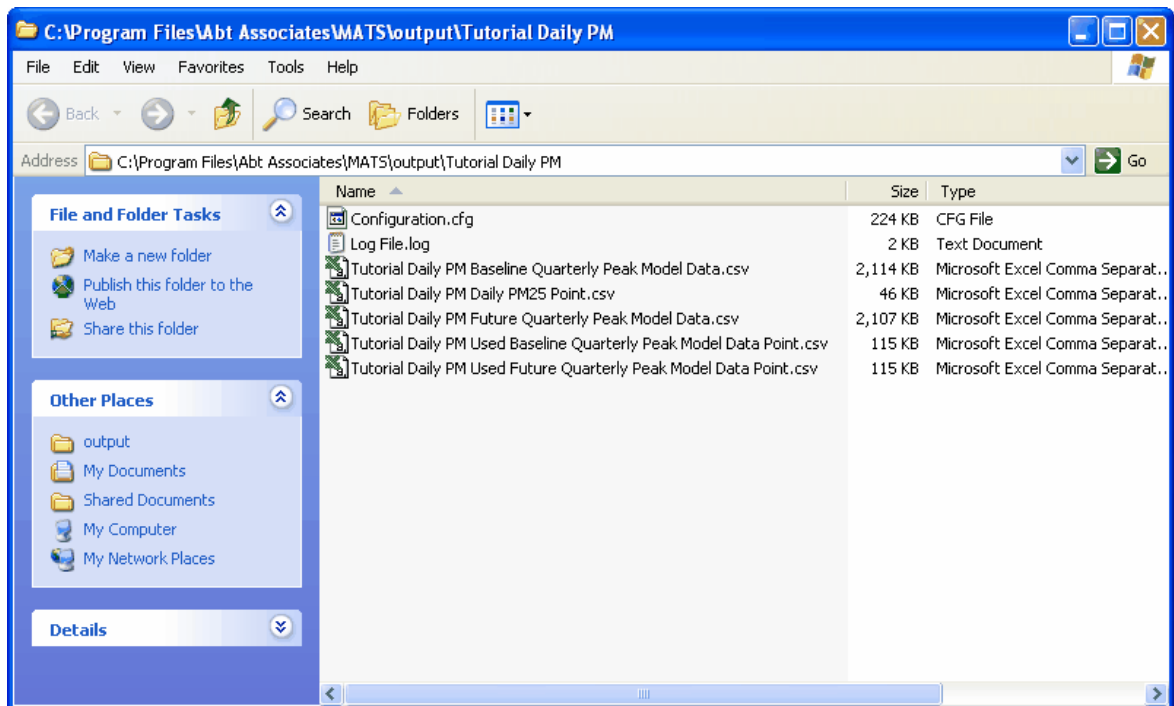 C:\Program Files\Abt Associates\MATS\output\Tutorial Daily PM
File Edit View Favorites Tools Help
Back Search Folders
Address C:\Program Files\Abt Associates\MATS\output\Tutorial Daily PM Go
File and Folder Tasks
Make a new folder
Publish this folder to the
Web
Share this folder
Other Places
output
My Documents
Shared Documents
My Computer
My Network Places
Details
Name Size Type
Configuration.cfg 224 KB CFG File
Log File.log 2 KB Text Document
Tutorial Daily PM Baseline Quarterly Peak Model Data.csv 2,114 KB Microsoft Excel Comma Separat..
Tutorial Daily PM Daily PM25 Point.csv 46 KB Microsoft Excel Comma Separat..
Tutorial Daily PM Future Quarterly Peak Model Data.csv 2,107 KB Microsoft Excel Comma Separat..
Tutorial Daily PM Used Baseline Quarterly Peak Model Data Point.csv 115 KB Microsoft Excel Comma Separat..
Tutorial Daily PM Used Future Quarterly Peak Model Data Point.csv 115 KB Microsoft Excel Comma Separat..